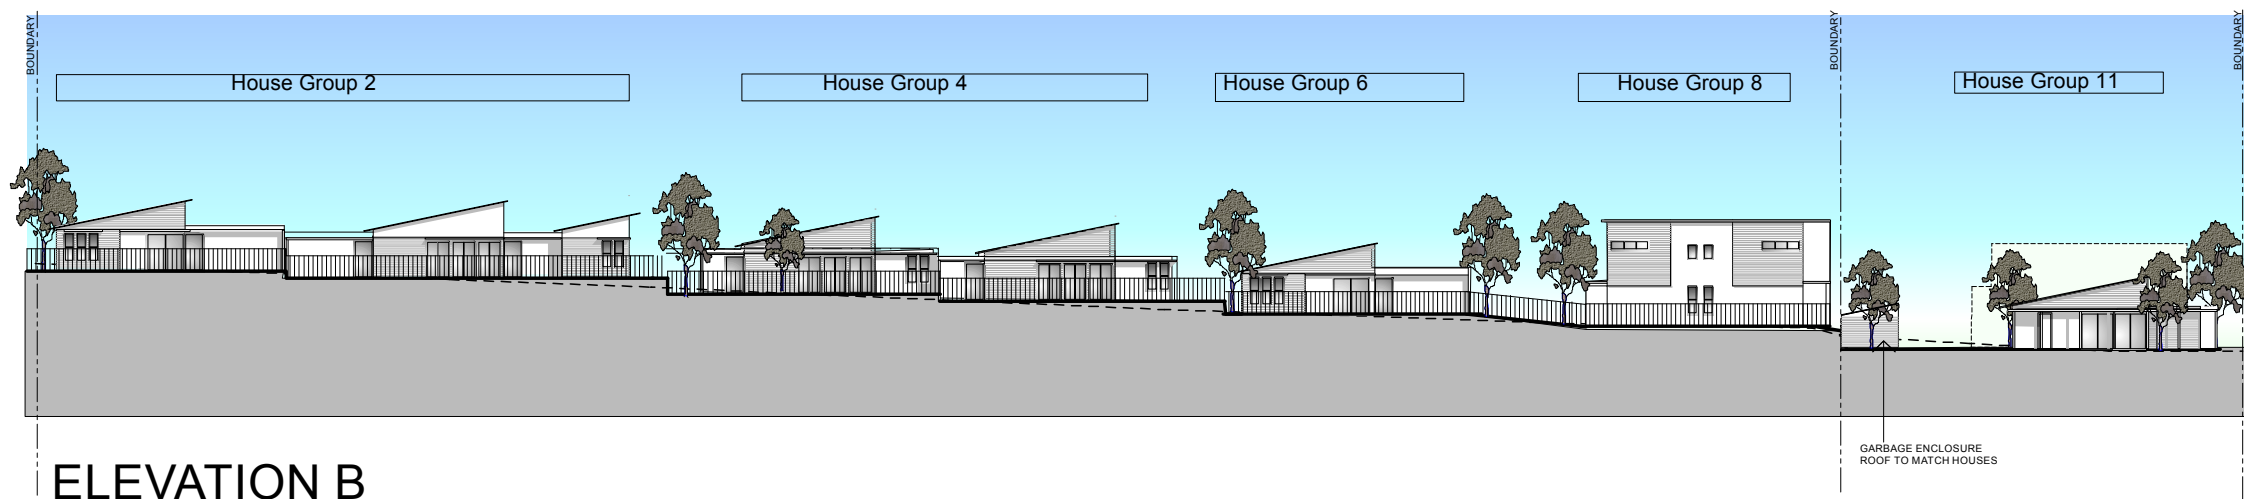 BOUNDARY
BOUNDARY
BOUNDARY
House Group 2
House Group 4
House Group 6
House Group 8
House Group 11
GARBAGE ENCLOSURE
ROOF TO MATCH HOUSES
ELEVATION B